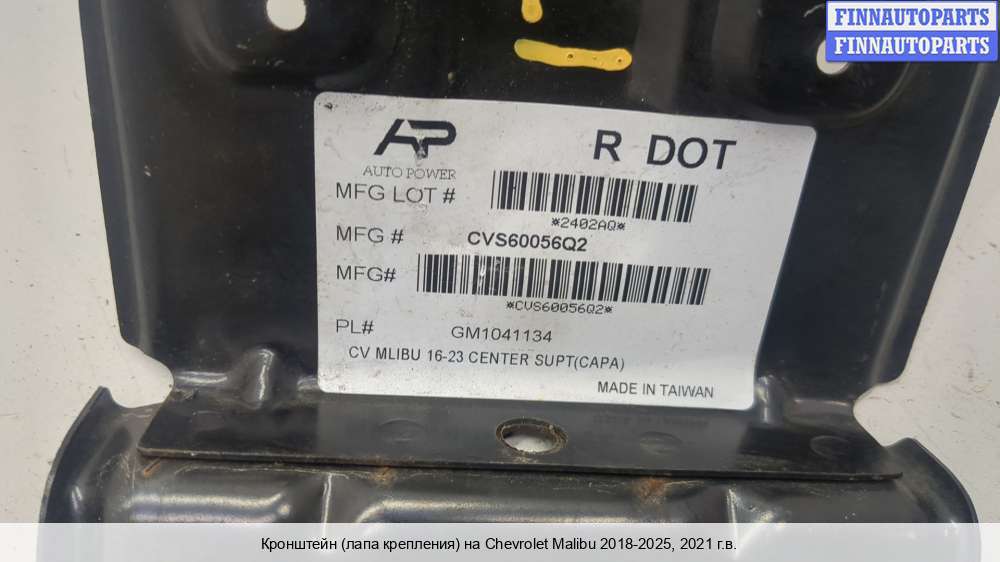 FINNAUTOPARTS
FINNAUTOPARTS
AP
AUTO POWER
R DOT
MFG LOT #
*2402AQ*
MFG #
CVS60056Q2
MFG#
*CVS60056Q2*
PL#
GM1041134
CV MLIBU 16-23 CENTER SUPT(CAPA)
MADE IN TAIWAN
Кронштейн (лапа крепления) на Chevrolet Malibu 2018-2025, 2021 г.в.